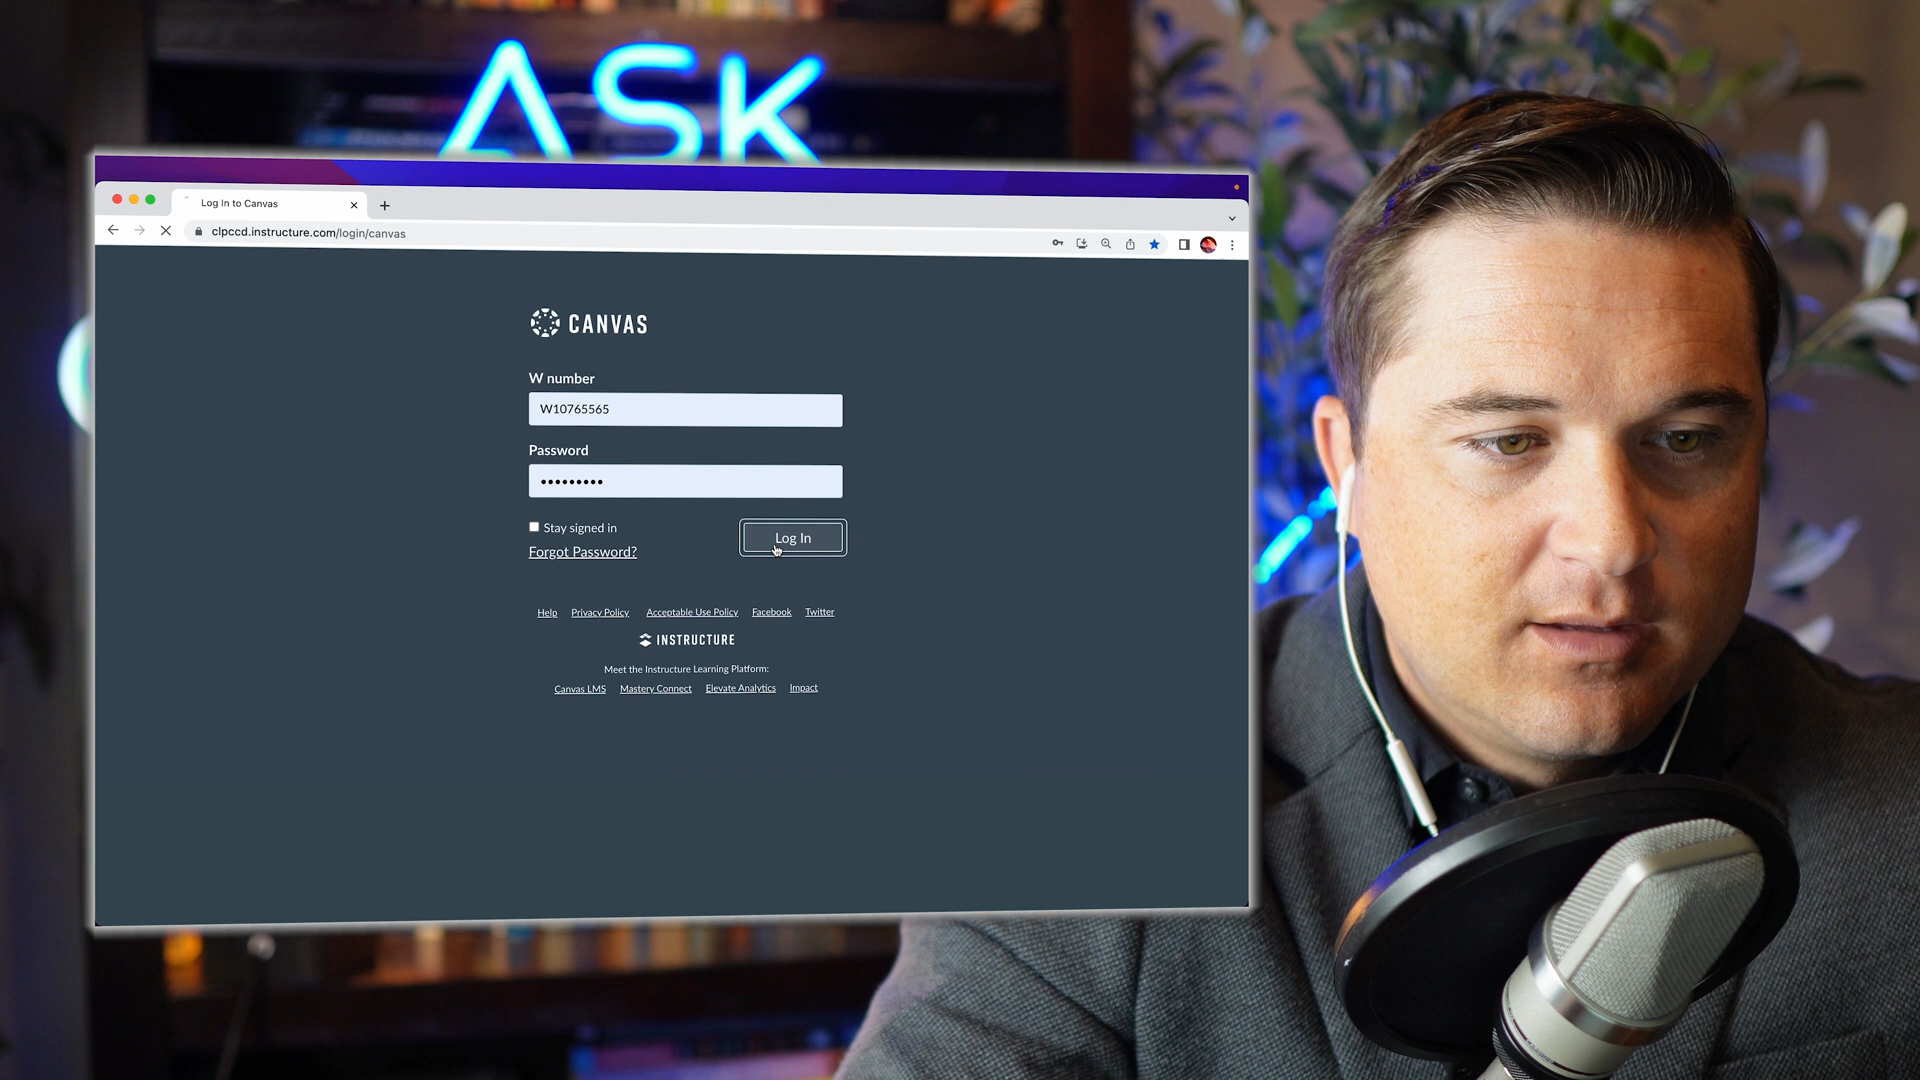 ASK
Log In to Canvas
clpccd.instructure.com/login/canvas
CANVAS
W number
W10765565
Password
•••••••••
Stay signed in
Log In
Forgot Password?
Help Privacy Policy Acceptable Use Policy Facebook Twitter
INSTRUCTURE
Meet the Instructure Learning Platform:
Canvas LMS Mastery Connect Elevate Analytics Impact